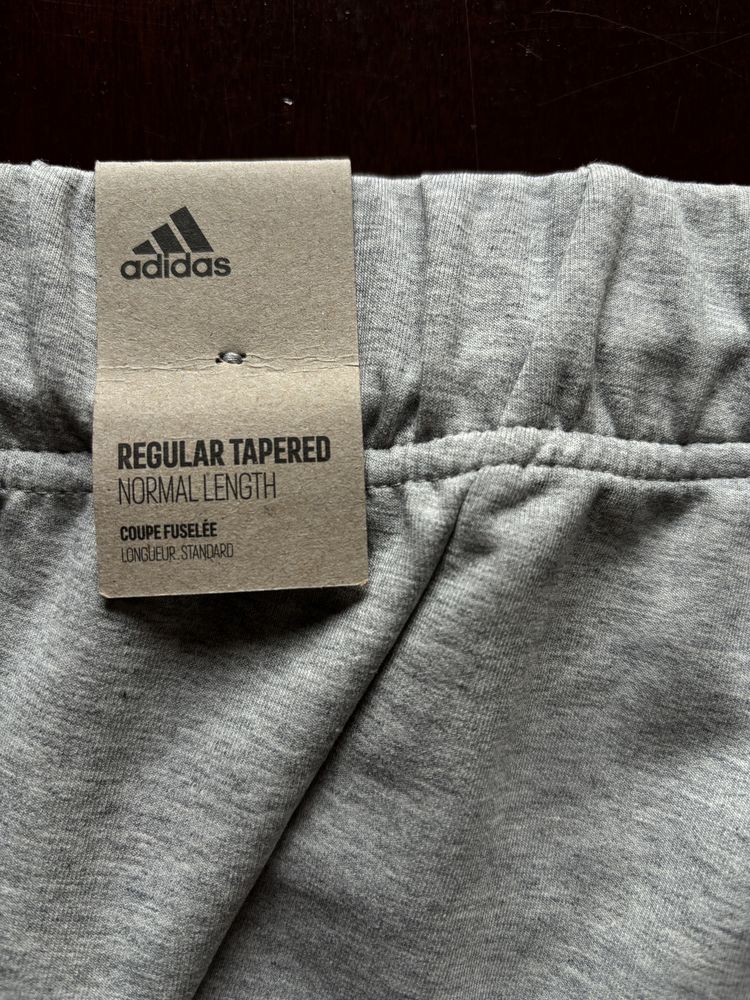 adidas
REGULAR TAPERED
NORMAL LENGTH
COUPE FUSELÉE
LONGUEUR STANDARD